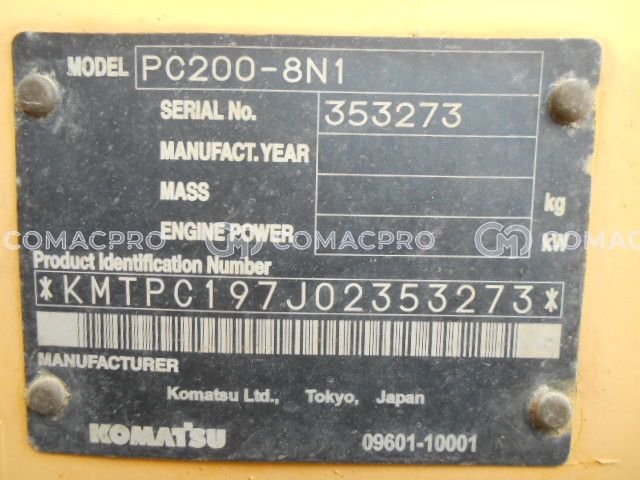 MODEL PC200-8N1
SERIAL No. 353273
MANUFACT. YEAR
MASS kg
ENGINE POWER kW
COMACPRO COMACPRO COMACPRO
Product Identification Number
*KMTPC197J02353273*
MANUFACTURER
Komatsu Ltd., Tokyo, Japan
KOMATSU 09601-10001